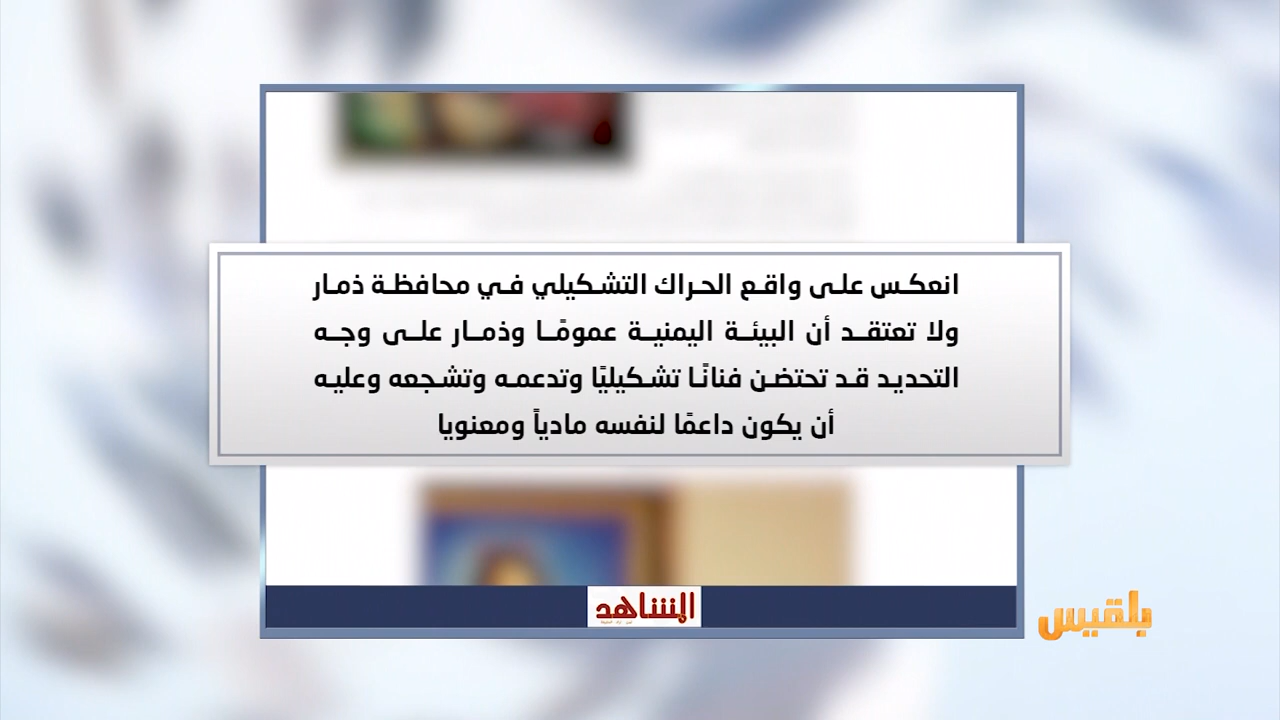 انعكس على واقع الحراك التشكيلي في محافظة ذمار
ولا تعتقد أن البيئة اليمنية عمومًا وذمار على وجه
التحديد قد تحتضن فنانًا تشكيليًا وتدعمه وتشجعه وعليه
أن يكون داعمًا لنفسه مادياً ومعنويا
المشاهد
بلقيس